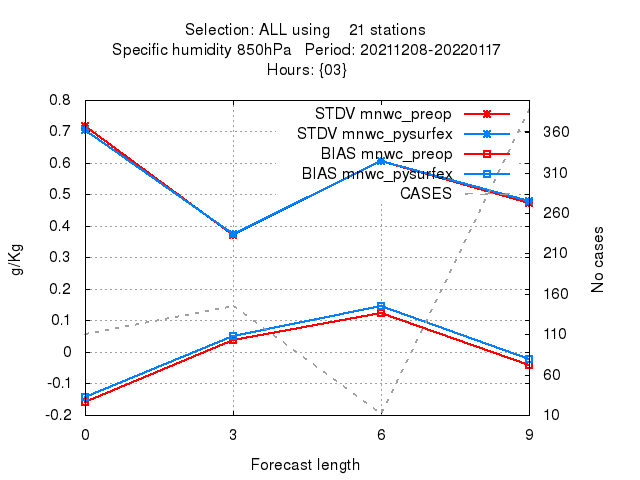 Selection: ALL using    21 stations
Specific humidity 850hPa   Period: 20211208-20220117
Hours: {03}
STDV mnwc_preop
STDV mnwc_pysurfex
BIAS mnwc_preop
BIAS mnwc_pysurfex
CASES
0.8
0.7
0.6
0.5
0.4
0.3
0.2
0.1
0
-0.1
-0.2
g/Kg
360
310
260
210
160
110
60
10
No cases
0 3 6 9
Forecast length